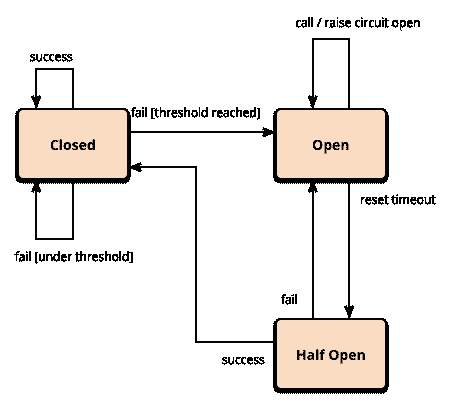 call / raise circuit open
success
fail [threshold reached]
Closed
Open
reset timeout
fail [under threshold]
fail
Half Open
success